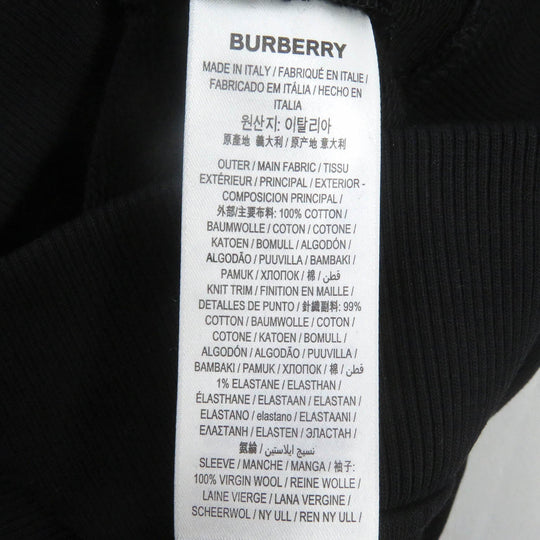 BURBERRY
MADE IN ITALY / FABRIQUÉ EN ITALIE /
FABRICADO EM ITÁLIA / HECHO EN
ITALIA
원산지: 이탈리아
原產地 義大利 / 原产地 意大利
OUTER / MAIN FABRIC / TISSU
EXTÉRIEUR / PRINCIPAL / EXTERIOR -
COMPOSICION PRINCIPAL /
外部/主要布料: 100% COTTON /
BAUMWOLLE / COTON / COTONE /
KATOEN / BOMULL / ALGODÓN /
ALGODÃO / PUUVILLA / BAMBAKI /
PAMUK / ХЛОПОК / 棉 / قطن /
KNIT TRIM / FINITION EN MAILLE /
DETALLES DE PUNTO / 針織副料: 99%
COTTON / BAUMWOLLE / COTON /
COTONE / KATOEN / BOMULL /
ALGODÓN / ALGODÃO / PUUVILLA /
BAMBAKI / PAMUK / ХЛОПОК / 棉 / قطن /
1% ELASTANE / ELASTHAN /
ÉLASTHANE / ELASTAAN / ELASTAN /
ELASTANO / elastano / ELASTAANI /
ΕΛΑΣΤΑΝΗ / ELASTEN / ЭЛАСТАН /
氨綸 / نسيج ايلاستين /
SLEEVE / MANCHE / MANGA / 袖子:
100% VIRGIN WOOL / REINE WOLLE /
LAINE VIERGE / LANA VERGINE /
SCHEERWOL / NY ULL / REN NY ULL /